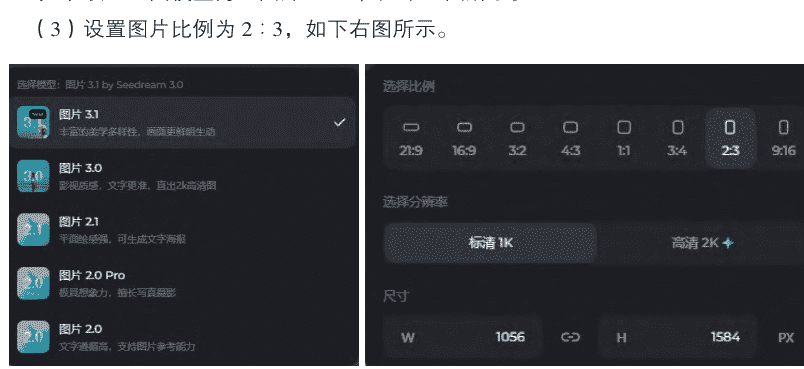 （3）设置图片比例为 2∶3，如下右图所示。
选择模型：图片 3.1 by Seedream 3.0
图片 3.1
丰富的美学多样性，画面更鲜明生动
图片 3.0
影视质感，文字更准，直出2k高清图
图片 2.1
平面绘感强，可生成文字海报
图片 2.0 Pro
极具想象力，擅长写真摄影
图片 2.0
文字遵循高，支持图片参考能力
选择比例
21:9 16:9 3:2 4:3 1:1 3:4 2:3 9:16
选择分辨率
标清 1K 高清 2K
尺寸
W 1056 H 1584 PX